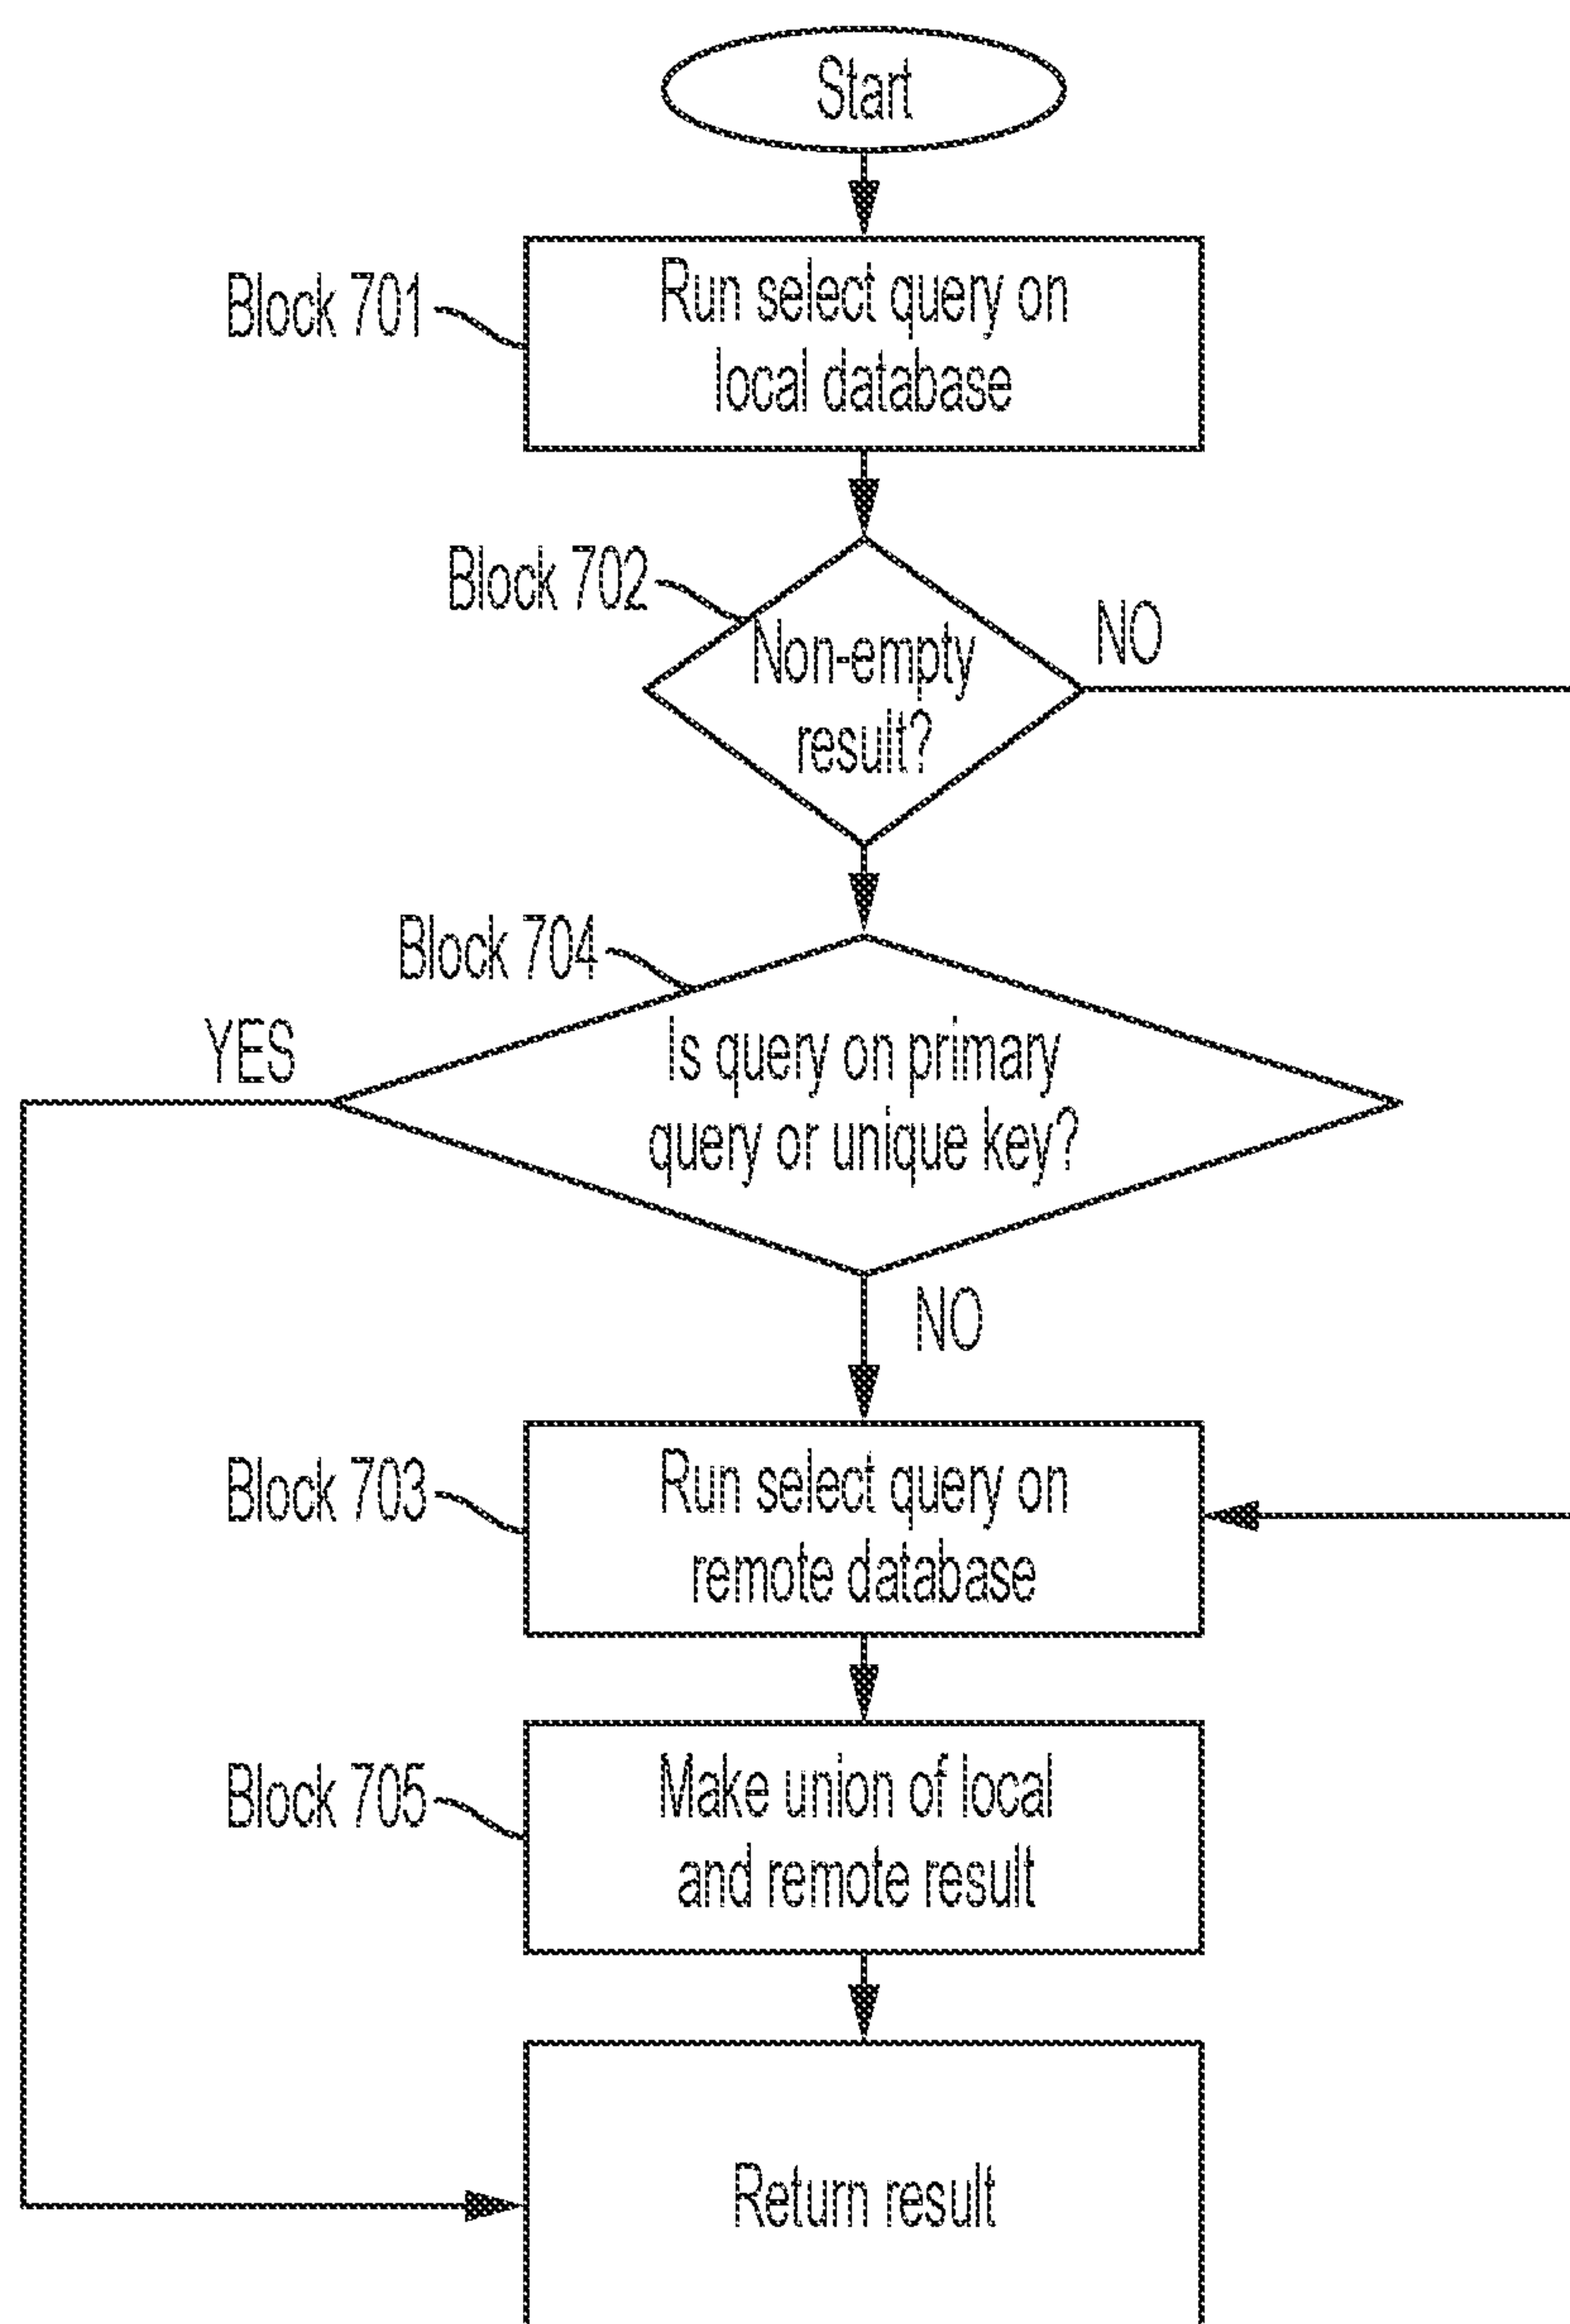 Start
Block 701
Run select query on
local database
Block 702
Non-empty
result?
NO
Block 704
YES
Is query on primary
query or unique key?
NO
Block 703
Run select query on
remote database
Block 705
Make union of local
and remote result
Return result